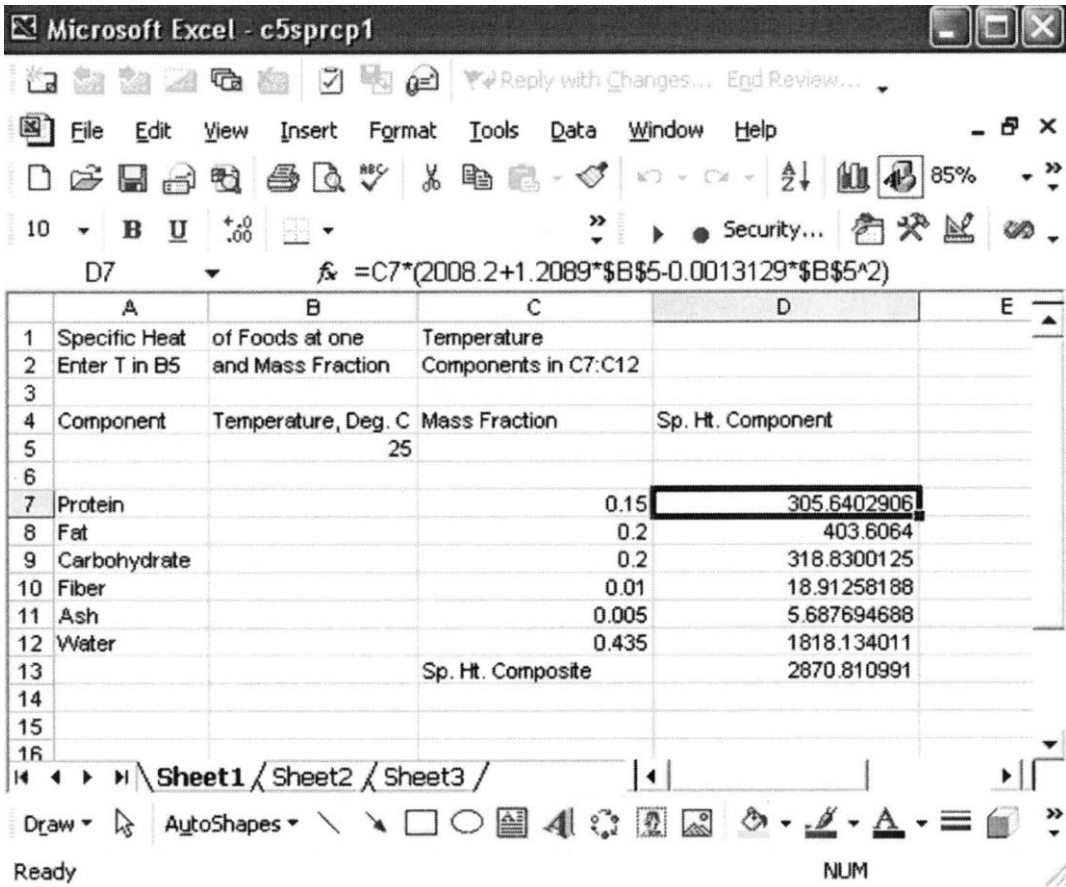 Microsoft Excel - c5sprcp1
Reply with Changes... End Review...
File Edit View Insert Format Tools Data Window Help
85%
10 B U Security...
D7 fx =C7*(2008.2+1.2089*$B$5-0.0013129*$B$5^2)
A B C D E
1 Specific Heat of Foods at one Temperature
2 Enter T in B5 and Mass Fraction Components in C7:C12
3
4 Component Temperature, Deg. C Mass Fraction Sp. Ht. Component
5 25
6
7 Protein 0.15 305.6402906
8 Fat 0.2 403.6064
9 Carbohydrate 0.2 318.8300125
10 Fiber 0.01 18.91258188
11 Ash 0.005 5.687694688
12 Water 0.435 1818.134011
13 Sp. Ht. Composite 2870.810991
14
15
16
Sheet1 / Sheet2 / Sheet3 /
Draw AutoShapes
Ready NUM